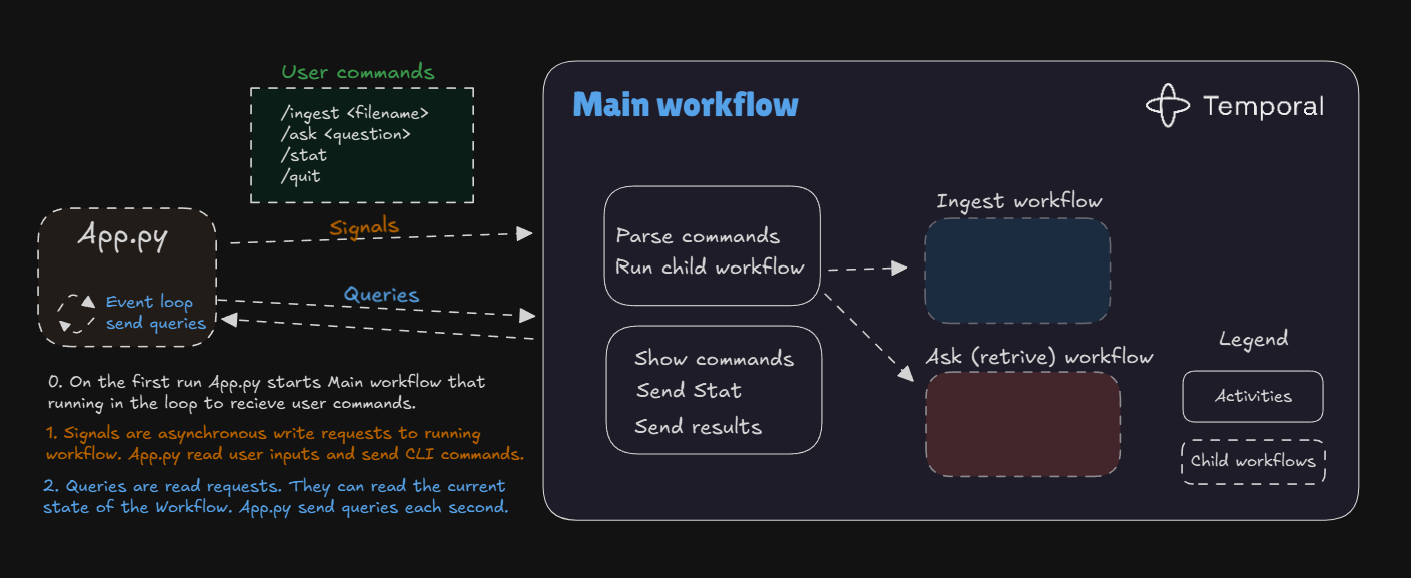 User commands
/ingest <filename>
/ask <question>
/stat
/quit
App.py
Event loop
send queries
Signals
Queries
0. On the first run App.py starts Main workflow that
running in the loop to recieve user commands.
1. Signals are asynchronous write requests to running
workflow. App.py read user inputs and send CLI commands.
2. Queries are read requests. They can read the current
state of the Workflow. App.py send queries each second.
Main workflow
Temporal
Parse commands
Run child workflow
Show commands
Send Stat
Send results
Ingest workflow
Ask (retrive) workflow
Legend
Activities
Child workflows